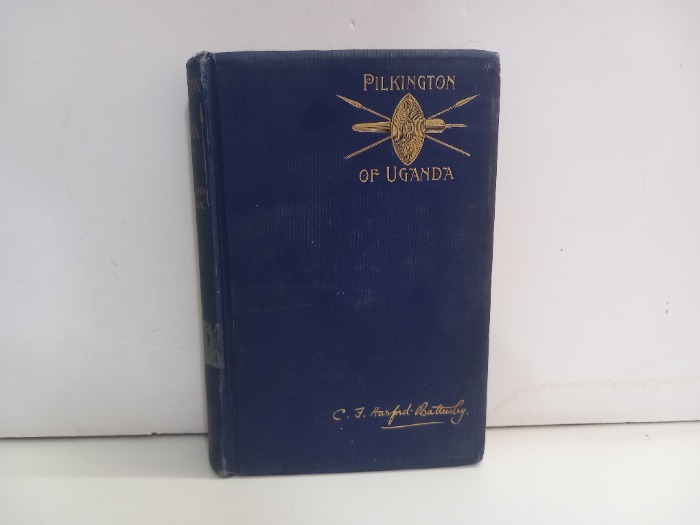 PILKINGTON
OF UGANDA
C. F. Harford-Battersby.